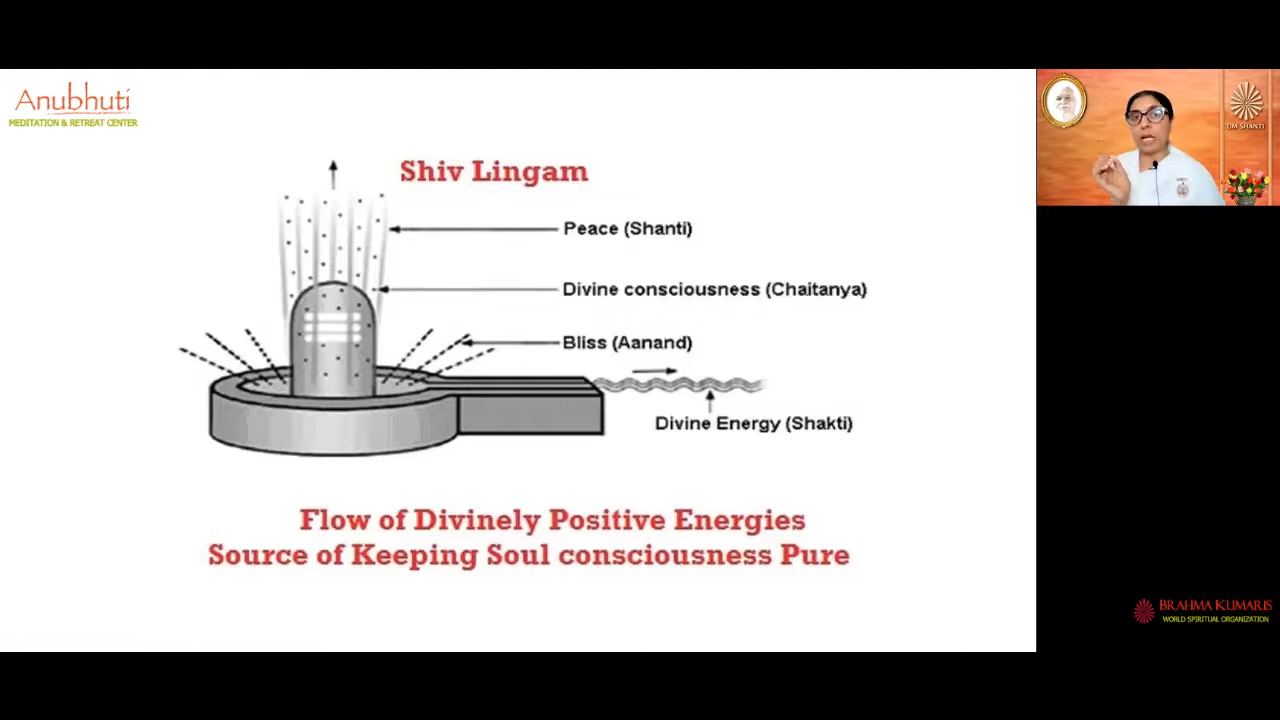 Anubhuti
MEDITATION & RETREAT CENTER
Shiv Lingam
Peace (Shanti)
Divine consciousness (Chaitanya)
Bliss (Aanand)
Divine Energy (Shakti)
Flow of Divinely Positive Energies
Source of Keeping Soul consciousness Pure
OM SHANTI
BRAHMA KUMARIS
WORLD SPIRITUAL ORGANIZATION